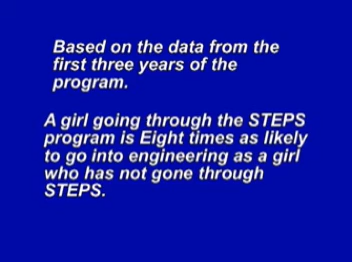 Based on the data from the
first three years of the
program.
A girl going through the STEPS
program is Eight times as likely
to go into engineering as a girl
who has not gone through
STEPS.